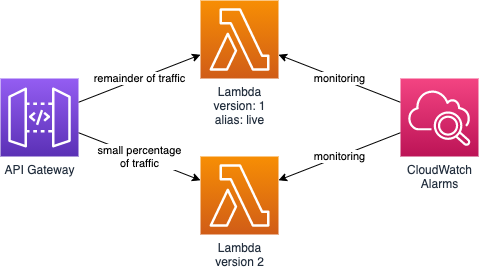 remainder of traffic
monitoring
Lambda
version: 1
alias: live
small percentage
of traffic
monitoring
API Gateway
CloudWatch
Alarms
Lambda
version 2